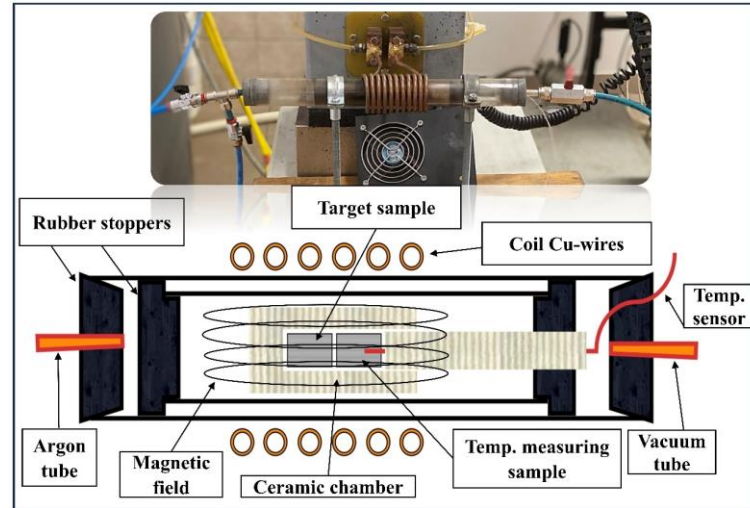 Target sample
Rubber stoppers
Coil Cu-wires
Temp.
sensor
Argon
tube
Magnetic
field
Ceramic chamber
Temp. measuring
sample
Vacuum
tube